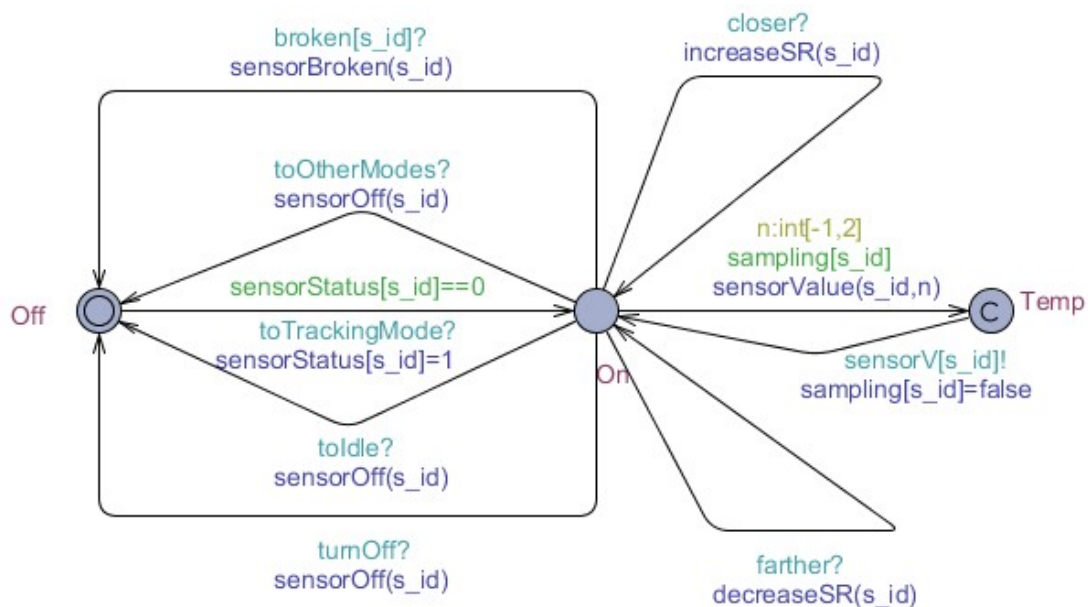 closer?
increaseSR(s_id)
broken[s_id]?
sensorBroken(s_id)
toOtherModes?
sensorOff(s_id)
n:int[-1,2]
sampling[s_id]
sensorValue(s_id,n)
sensorStatus[s_id]==0
Off
C
Temp
toTrackingMode?
sensorStatus[s_id]=1
On
sensorV[s_id]!
sampling[s_id]=false
toIdle?
sensorOff(s_id)
turnOff?
sensorOff(s_id)
farther?
decreaseSR(s_id)